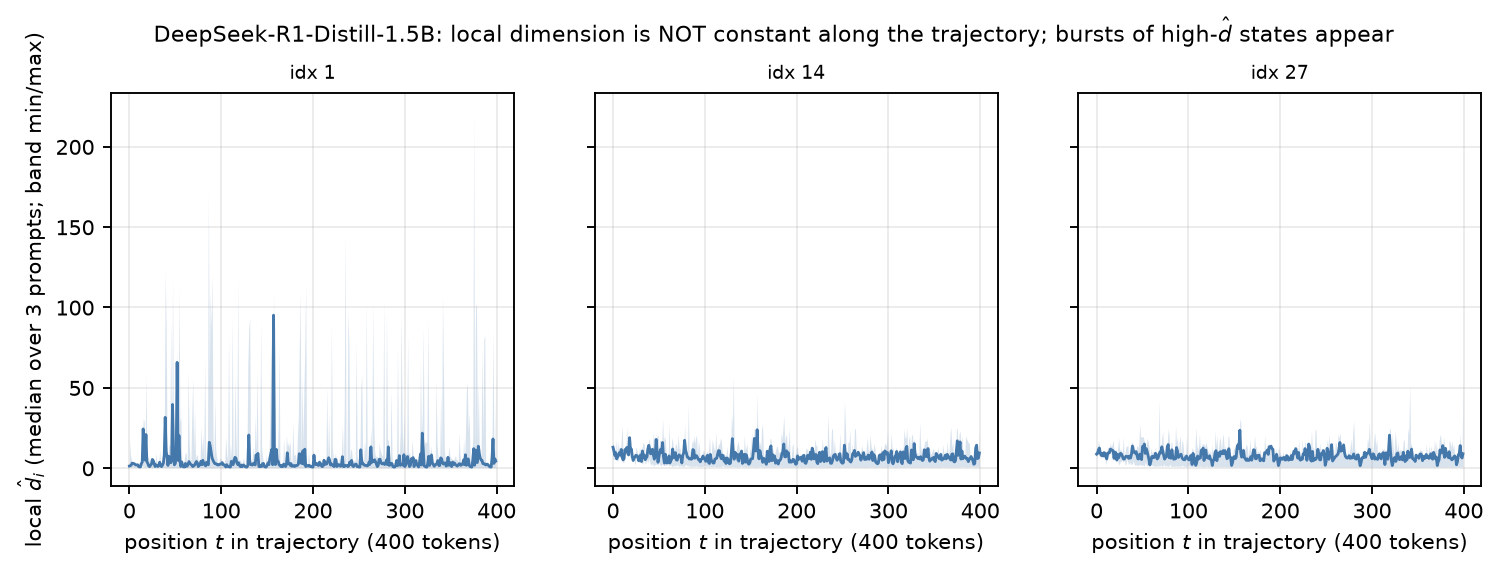 DeepSeek-R1-Distill-1.5B: local dimension is NOT constant along the trajectory; bursts of high-d̂ states appear
local d̂ᵢ (median over 3 prompts; band min/max)
idx 1
200
150
100
50
0
0 100 200 300 400
position t in trajectory (400 tokens)
idx 14
0 100 200 300 400
position t in trajectory (400 tokens)
idx 27
0 100 200 300 400
position t in trajectory (400 tokens)